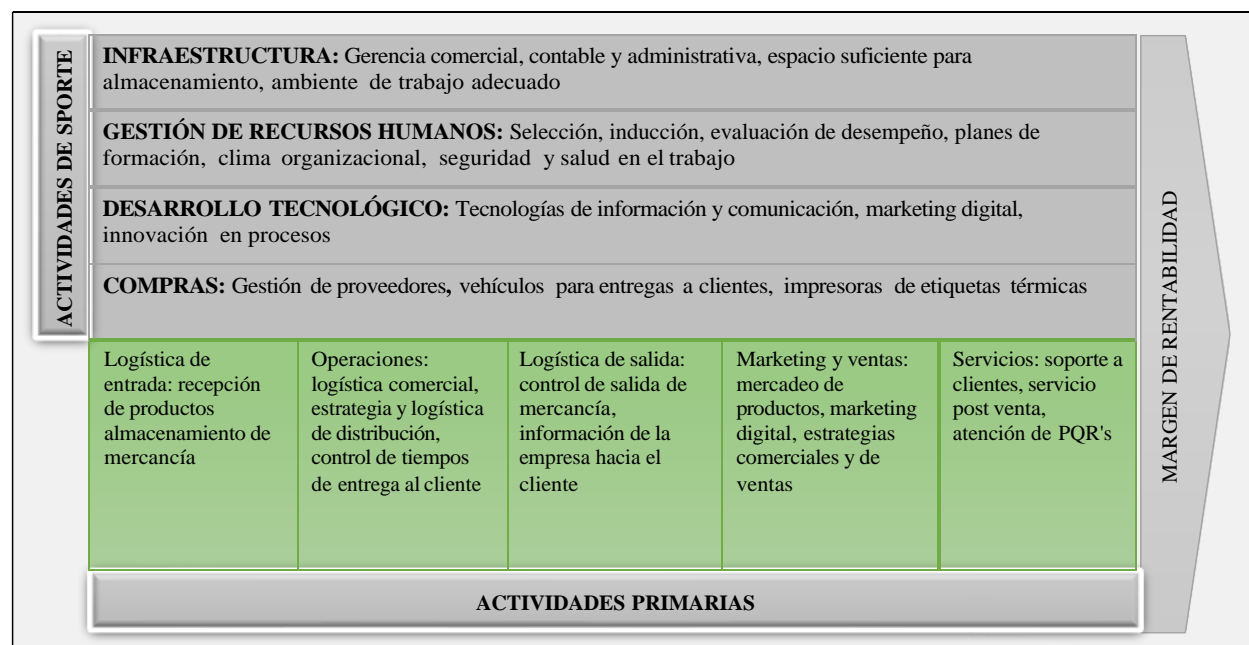 ACTIVIDADES DE SPORTE
INFRAESTRUCTURA: Gerencia comercial, contable y administrativa, espacio suficiente para
almacenamiento, ambiente de trabajo adecuado
GESTIÓN DE RECURSOS HUMANOS: Selección, inducción, evaluación de desempeño, planes de
formación, clima organizacional, seguridad y salud en el trabajo
DESARROLLO TECNOLÓGICO: Tecnologías de información y comunicación, marketing digital,
innovación en procesos
COMPRAS: Gestión de proveedores, vehículos para entregas a clientes, impresoras de etiquetas térmicas
Logística de
entrada: recepción
de productos
almacenamiento de
mercancía
Operaciones:
logística comercial,
estrategia y logística
de distribución,
control de tiempos
de entrega al cliente
Logística de salida:
control de salida de
mercancía,
información de la
empresa hacia el
cliente
Marketing y ventas:
mercadeo de
productos, marketing
digital, estrategias
comerciales y de
ventas
Servicios: soporte a
clientes, servicio
post venta,
atención de PQR's
ACTIVIDADES PRIMARIAS
MARGEN DE RENTABILIDAD